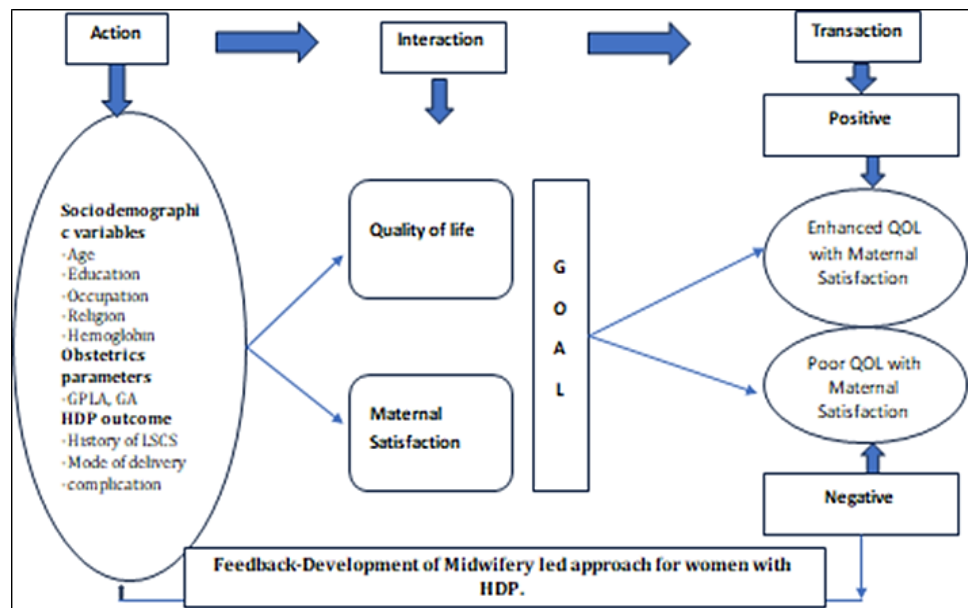 Action
Interaction
Transaction
Positive
Sociodemographi
c variables
-Age
-Education
-Occupation
-Religion
-Hemoglobin
Obstetrics
parameters
-GPLA, GA
HDP outcome
-History of LSCS
-Mode of delivery
-complication
Quality of life
Maternal
Satisfaction
G
O
A
L
Enhanced QOL
with Maternal
Satisfaction
Poor QOL with
Maternal
Satisfaction
Negative
Feedback-Development of Midwifery led approach for women with
HDP.